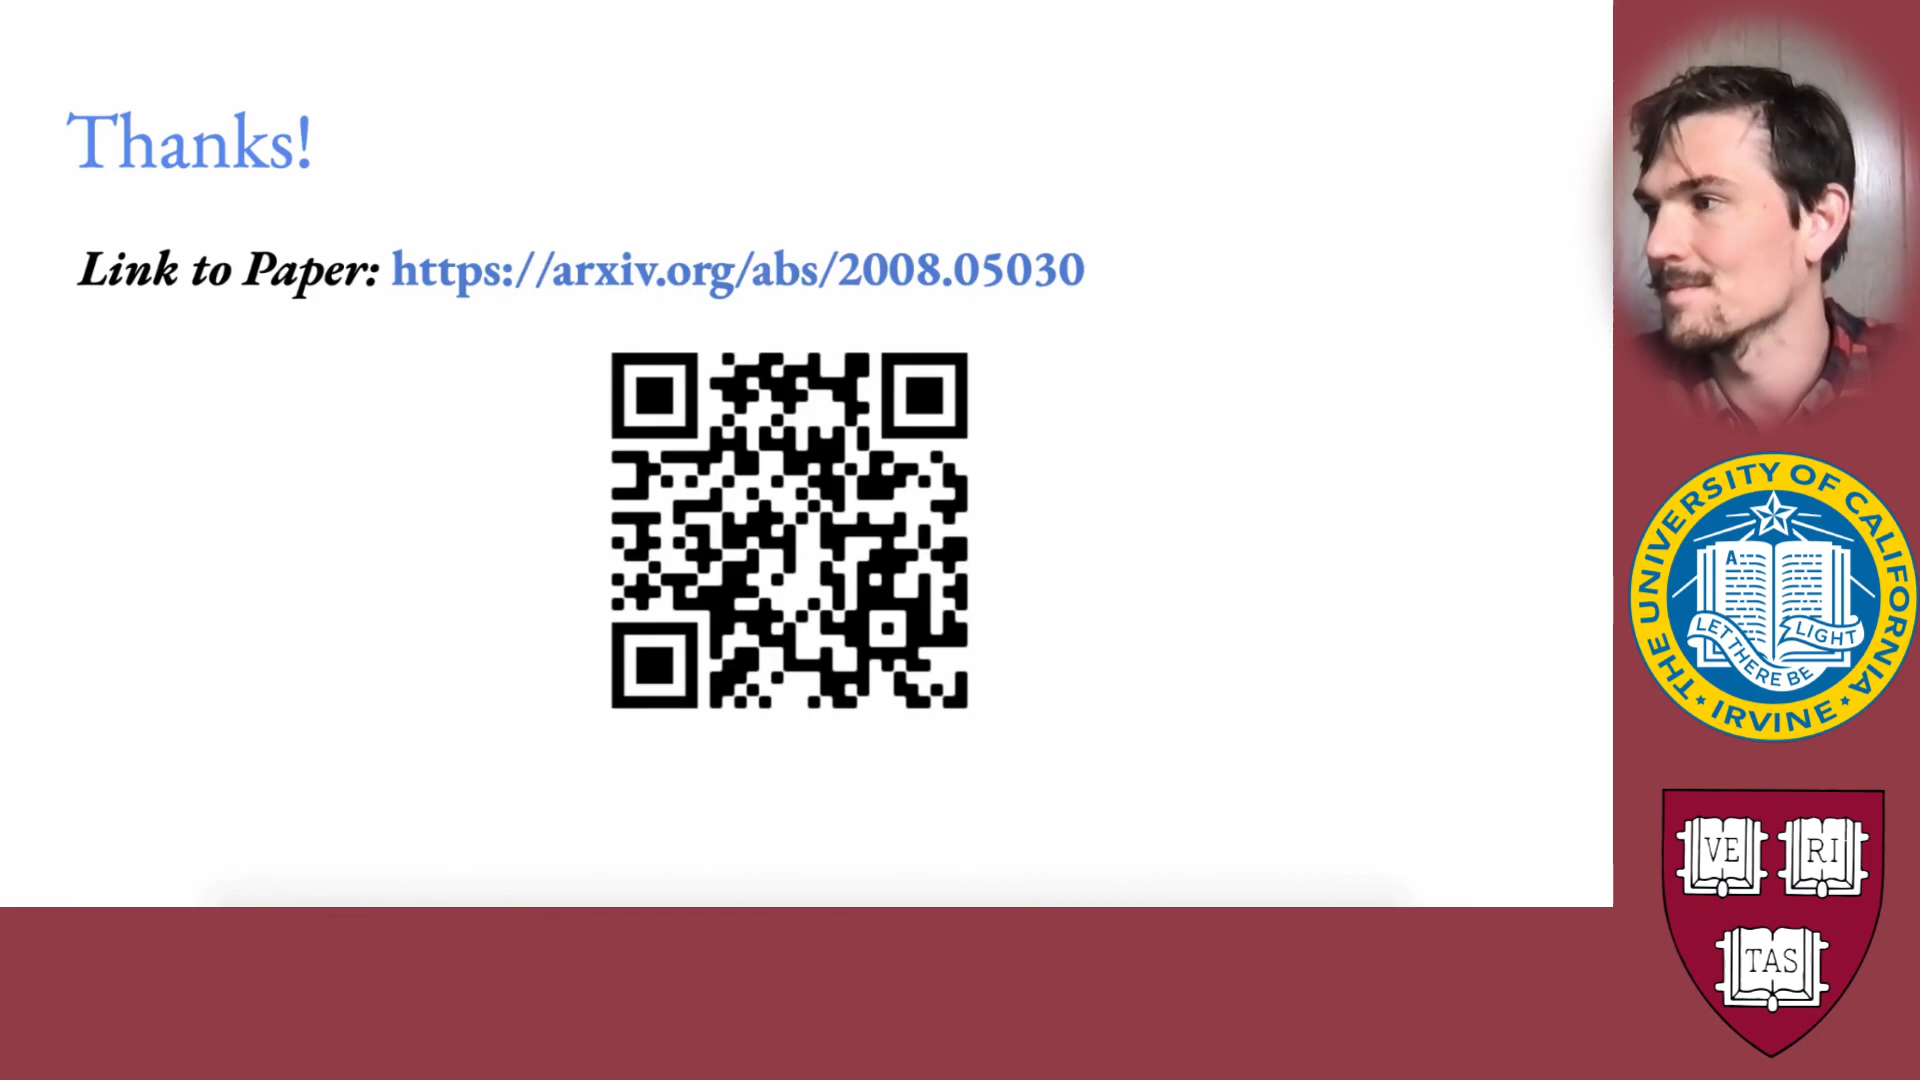 Thanks!
Link to Paper: https://arxiv.org/abs/2008.05030
THE UNIVERSITY OF CALIFORNIA
A
LET THERE BE LIGHT
IRVINE
VE RI
TAS